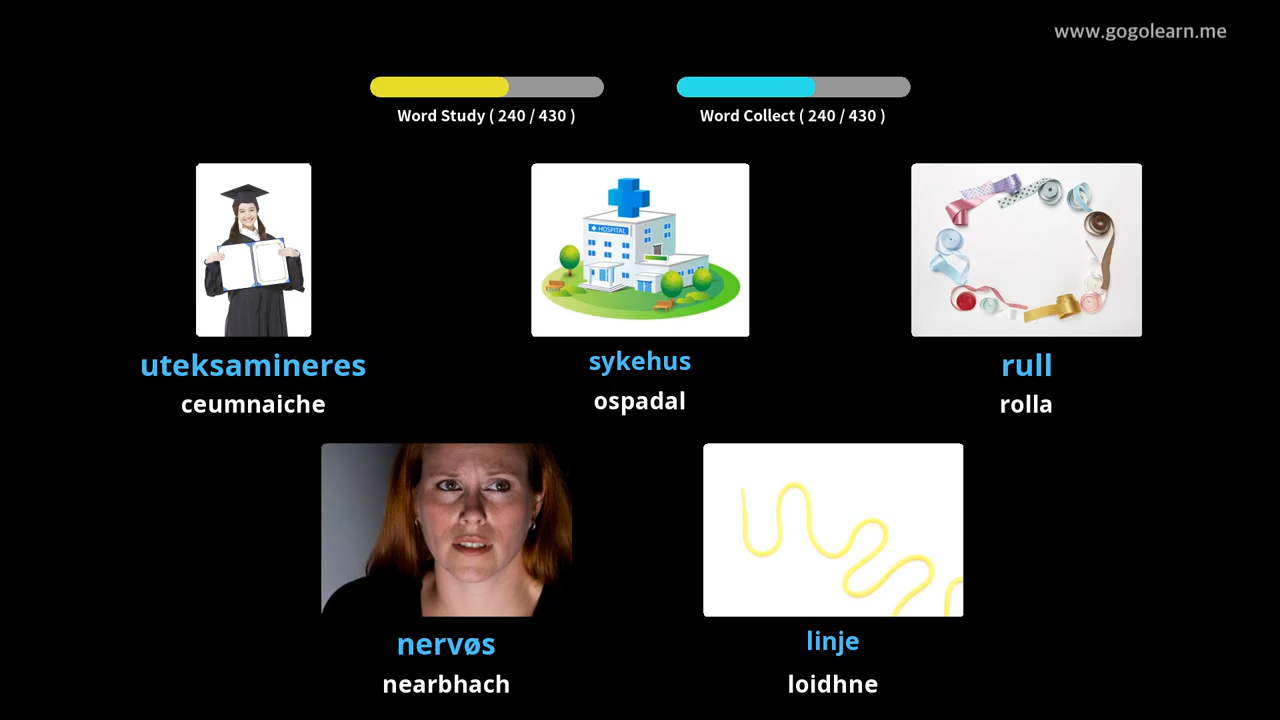 www.gogolearn.me
Word Study ( 240 / 430 )
Word Collect ( 240 / 430 )
HOSPITAL
uteksamineres
ceumnaiche
sykehus
ospadal
rull
rolla
nervøs
nearbhach
linje
loidhne